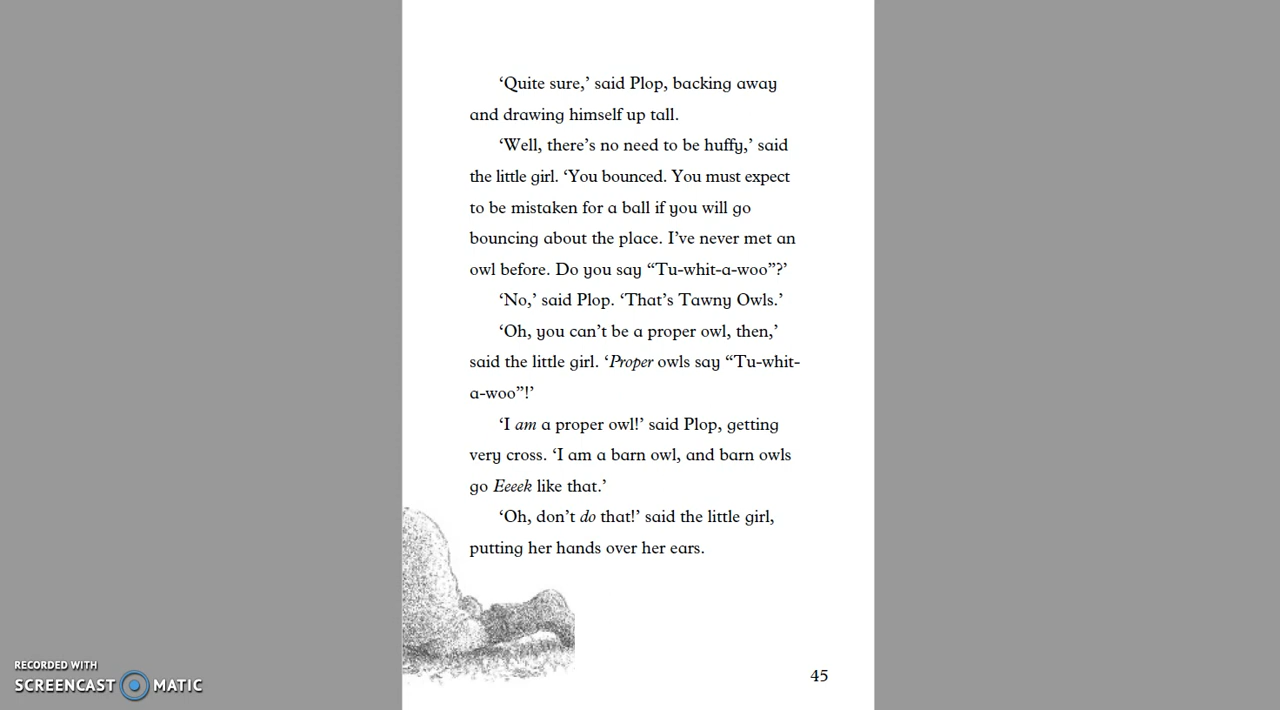 ‘Quite sure,’ said Plop, backing away
and drawing himself up tall.
‘Well, there’s no need to be huffy,’ said
the little girl. ‘You bounced. You must expect
to be mistaken for a ball if you will go
bouncing about the place. I’ve never met an
owl before. Do you say “Tu-whit-a-woo”?’
‘No,’ said Plop. ‘That’s Tawny Owls.’
‘Oh, you can’t be a proper owl, then,’
said the little girl. ‘Proper owls say “Tu-whit-
a-woo”!’
‘I am a proper owl!’ said Plop, getting
very cross. ‘I am a barn owl, and barn owls
go Eeeek like that.’
‘Oh, don’t do that!’ said the little girl,
putting her hands over her ears.
45
RECORDED WITH
SCREENCAST MATIC